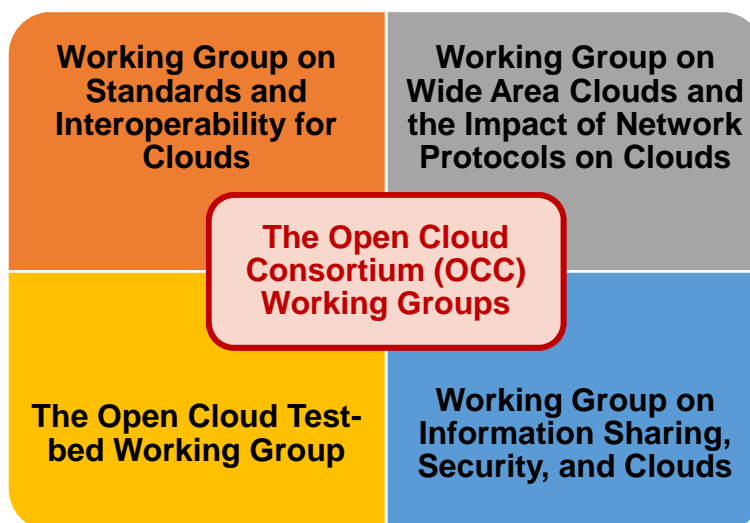 Working Group on
Standards and
Interoperability for
Clouds
Working Group on
Wide Area Clouds and
the Impact of Network
Protocols on Clouds
The Open Cloud
Consortium (OCC)
Working Groups
The Open Cloud Test-
bed Working Group
Working Group on
Information Sharing,
Security, and Clouds